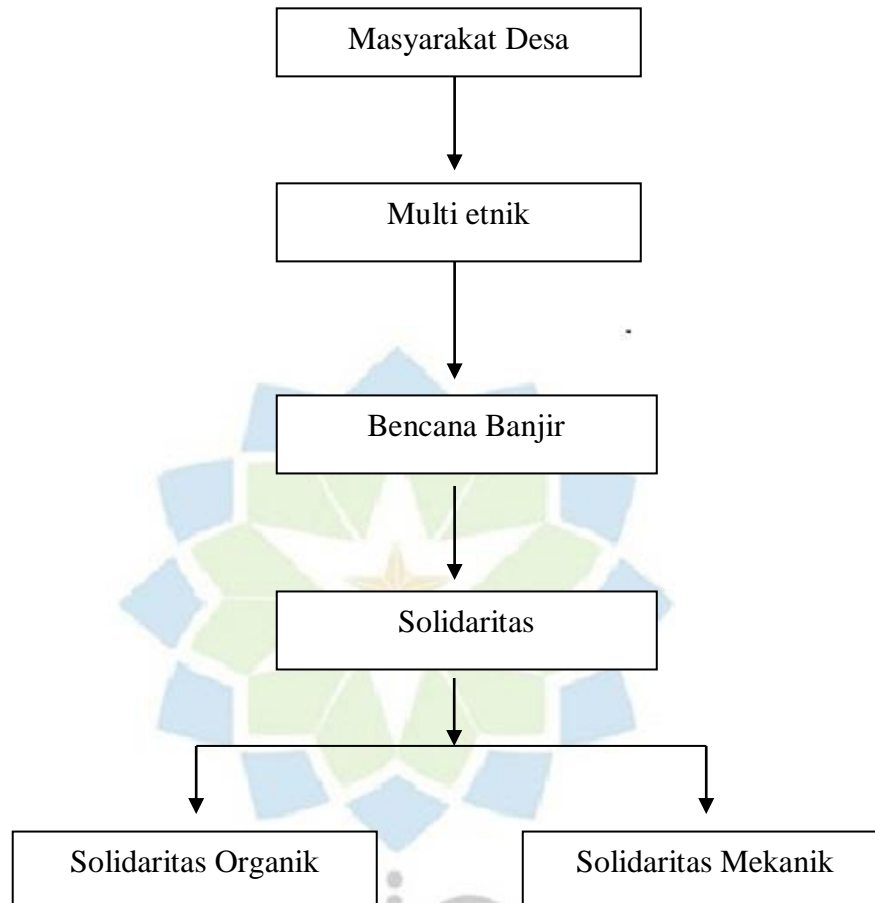 Masyarakat Desa
Multi etnik
Bencana Banjir
Solidaritas
Solidaritas Organik
Solidaritas Mekanik